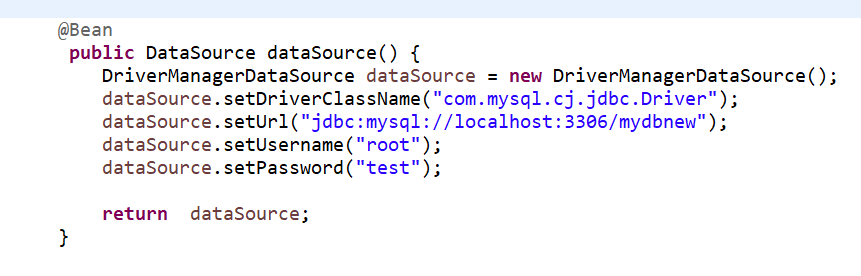 @Bean
public DataSource dataSource() {
DriverManagerDataSource dataSource = new DriverManagerDataSource();
dataSource.setDriverClassName("com.mysql.cj.jdbc.Driver");
dataSource.setUrl("jdbc:mysql://localhost:3306/mydbnew");
dataSource.setUsername("root");
dataSource.setPassword("test");
return  dataSource;
}